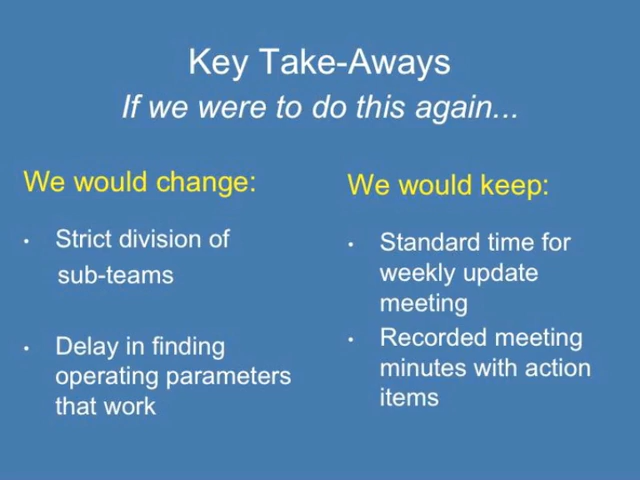 Key Take-Aways
If we were to do this again...
We would change:
• Strict division of
sub-teams
• Delay in finding
operating parameters
that work
We would keep:
• Standard time for
weekly update
meeting
• Recorded meeting
minutes with action
items